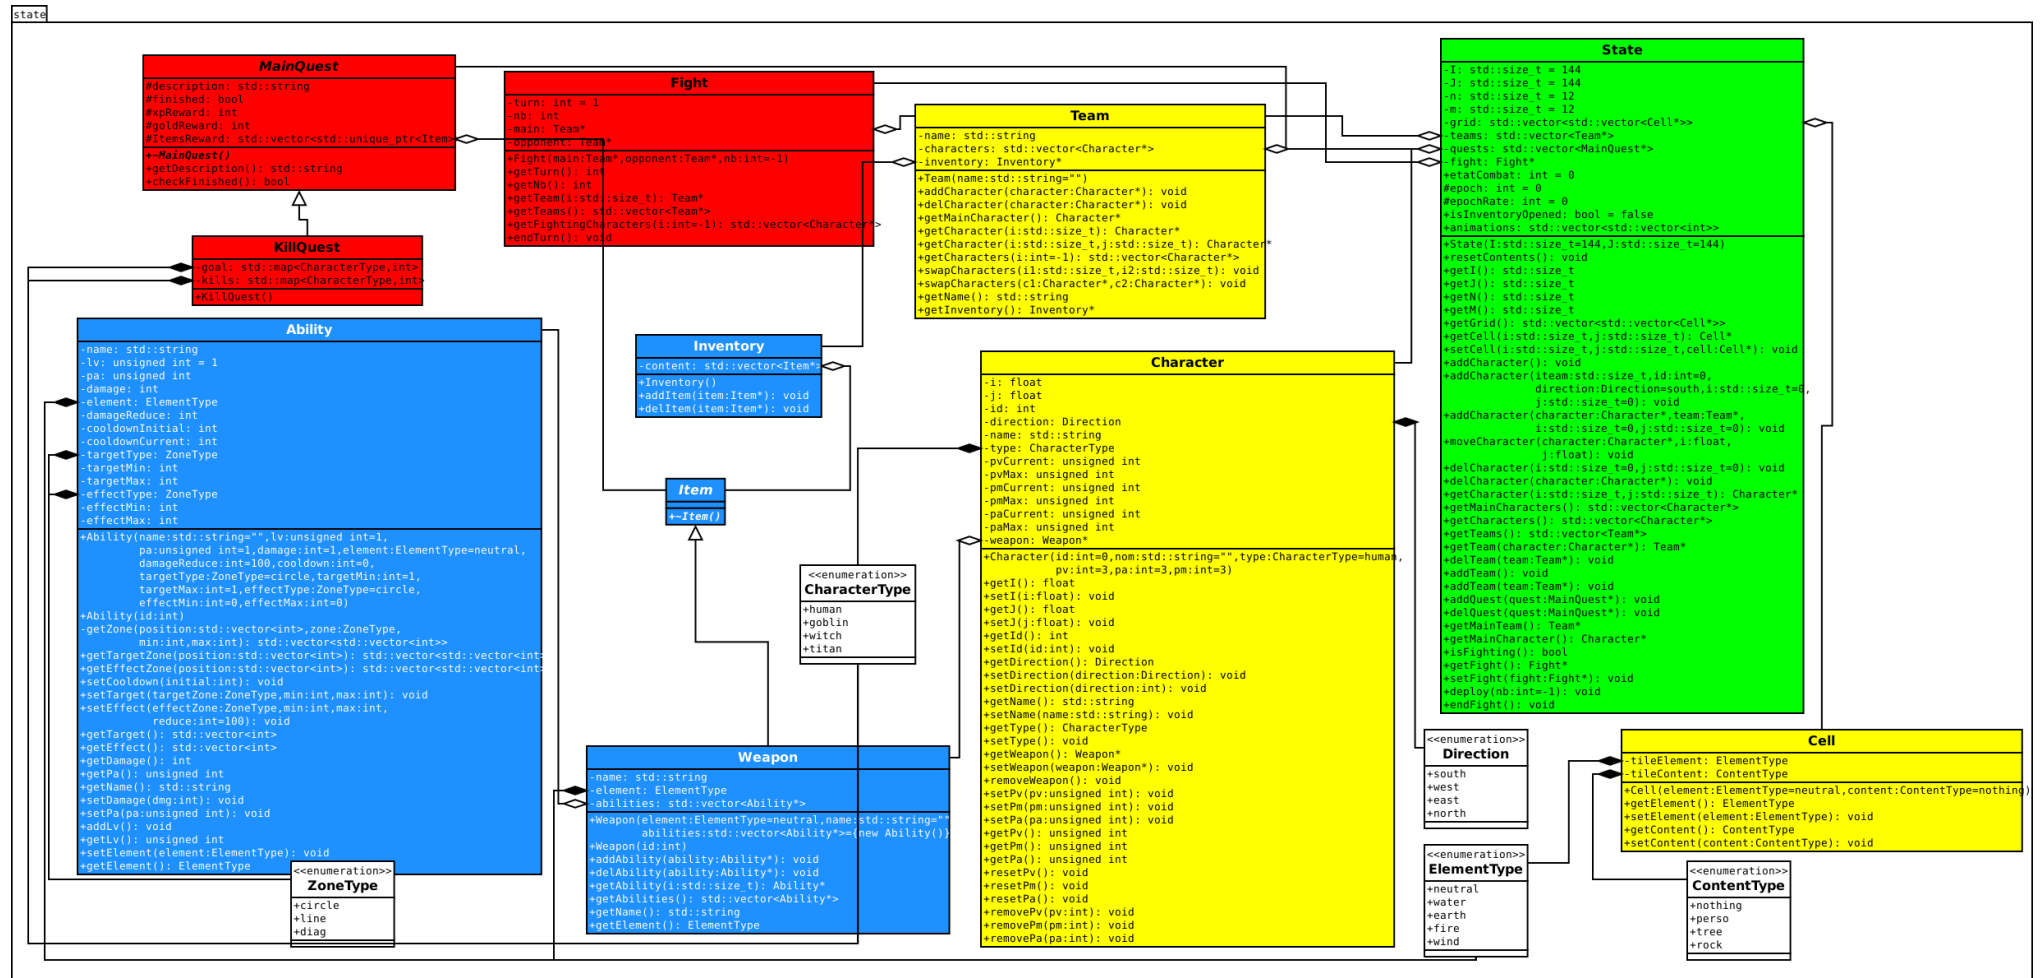 state
MainQuest
#description: std::string
#finished: bool
#xpReward: int
#goldReward: int
#ItemsReward: std::vector<std::unique_ptr<Item>
+~MainQuest()
+getDescription(): std::string
+checkFinished(): bool
KillQuest
-goal: std::map<CharacterType,int>
-kills: std::map<CharacterType,int>
+KillQuest()
Fight
-turn: int = 1
-nb: int
-main: Team*
-opponent: Team*
+Fight(main:Team*,opponent:Team*,nb:int=-1)
+getTurn(): int
+getNb(): int
+getTeam(i:std::size_t): Team*
+getTeams(): std::vector<Team*>
+getFightingCharacters(i:int=-1): std::vector<Character*>
+endTurn(): void
Team
-name: std::string
-characters: std::vector<Character*>
-inventory: Inventory*
+Team(name:std::string="")
+addCharacter(character:Character*): void
+delCharacter(character:Character*): void
+getMainCharacter(): Character*
+getCharacter(i:std::size_t): Character*
+getCharacter(i:std::size_t,j:std::size_t): Character*
+getCharacters(i:int=-1): std::vector<Character*>
+swapCharacters(i1:std::size_t,i2:std::size_t): void
+swapCharacters(c1:Character*,c2:Character*): void
+getName(): std::string
+getInventory(): Inventory*
State
-I: std::size_t = 144
-J: std::size_t = 144
-n: std::size_t = 12
-m: std::size_t = 12
-grid: std::vector<std::vector<Cell*>>
-teams: std::vector<Team*>
-quests: std::vector<MainQuest*>
-fight: Fight*
+etatCombat: int = 0
#epoch: int = 0
#epochRate: int = 0
+isInventoryOpened: bool = false
+animations: std::vector<std::vector<int>>
+State(I:std::size_t=144,J:std::size_t=144)
+resetContents(): void
+getI(): std::size_t
+getJ(): std::size_t
+getN(): std::size_t
+getM(): std::size_t
+getGrid(): std::vector<std::vector<Cell*>>
+getCell(i:std::size_t,j:std::size_t): Cell*
+setCell(i:std::size_t,j:std::size_t,cell:Cell*): void
+addCharacter(): void
+addCharacter(iteam:std::size_t,id:int=0,
direction:Direction=south,i:std::size_t=0,
j:std::size_t=0): void
+addCharacter(character:Character*,team:Team*,
i:std::size_t=0,j:std::size_t=0): void
+moveCharacter(character:Character*,i:float,
j:float): void
+delCharacter(i:std::size_t=0,j:std::size_t=0): void
+delCharacter(character:Character*): void
+getCharacter(i:std::size_t,j:std::size_t): Character*
+getMainCharacters(): std::vector<Character*>
+getCharacters(): std::vector<Character*>
+getTeams(): std::vector<Team*>
+getTeam(character:Character*): Team*
+delTeam(team:Team*): void
+addTeam(): void
+addTeam(team:Team*): void
+addQuest(quest:MainQuest*): void
+delQuest(quest:MainQuest*): void
+getMainTeam(): Team*
+getMainCharacter(): Character*
+isFighting(): bool
+getFight(): Fight*
+setFight(fight:Fight*): void
+deploy(nb:int=-1): void
+endFight(): void
Ability
-name: std::string
-lv: unsigned int = 1
-pa: unsigned int
-damage: int
-element: ElementType
-damageReduce: int
-cooldownInitial: int
-cooldownCurrent: int
-targetType: ZoneType
-targetMin: int
-targetMax: int
-effectType: ZoneType
-effectMin: int
-effectMax: int
+Ability(name:std::string="",lv:unsigned int=1,
pa:unsigned int=1,damage:int=1,element:ElementType=neutral,
damageReduce:int=100,cooldown:int=0,
targetType:ZoneType=circle,targetMin:int=1,
targetMax:int=1,effectType:ZoneType=circle,
effectMin:int=0,effectMax:int=0)
+Ability(id:int)
-getZone(position:std::vector<int>,zone:ZoneType,
min:int,max:int): std::vector<std::vector<int>>
+getTargetZone(position:std::vector<int>): std::vector<std::vector<int>
+getEffectZone(position:std::vector<int>): std::vector<std::vector<int>
+setCooldown(initial:int): void
+setTarget(targetZone:ZoneType,min:int,max:int): void
+setEffect(effectZone:ZoneType,min:int,max:int,
reduce:int=100): void
+getTarget(): std::vector<int>
+getEffect(): std::vector<int>
+getDamage(): int
+getPa(): unsigned int
+getName(): std::string
+setDamage(dmg:int): void
+setPa(pa:unsigned int): void
+addLv(): void
+getLv(): unsigned int
+setElement(element:ElementType): void
+getElement(): ElementType
<<enumeration>>
ZoneType
+circle
+line
+diag
Inventory
-content: std::vector<Item*>
+Inventory()
+addItem(item:Item*): void
+delItem(item:Item*): void
Item
+~Item()
<<enumeration>>
CharacterType
+human
+goblin
+witch
+titan
Weapon
-name: std::string
-element: ElementType
-abilities: std::vector<Ability*>
+Weapon(element:ElementType=neutral,name:std::string=""
abilities:std::vector<Ability*>={new Ability()}
+Weapon(id:int)
+addAbility(ability:Ability*): void
+delAbility(ability:Ability*): void
+getAbility(i:std::size_t): Ability*
+getAbilities(): std::vector<Ability*>
+getName(): std::string
+getElement(): ElementType
Character
-i: float
-j: float
-id: int
-direction: Direction
-name: std::string
-type: CharacterType
-pvCurrent: unsigned int
-pvMax: unsigned int
-pmCurrent: unsigned int
-pmMax: unsigned int
-paCurrent: unsigned int
-paMax: unsigned int
-weapon: Weapon*
+Character(id:int=0,nom:std::string="",type:CharacterType=human,
pv:int=3,pa:int=3,pm:int=3)
+getI(): float
+setI(i:float): void
+getJ(): float
+setJ(j:float): void
+getId(): int
+setId(id:int): void
+getDirection(): Direction
+setDirection(direction:Direction): void
+setDirection(direction:int): void
+getName(): std::string
+setName(name:std::string): void
+getType(): CharacterType
+setType(): void
+getWeapon(): Weapon*
+setWeapon(weapon:Weapon*): void
+removeWeapon(): void
+setPv(pv:unsigned int): void
+setPm(pm:unsigned int): void
+setPa(pa:unsigned int): void
+getPv(): unsigned int
+getPm(): unsigned int
+getPa(): unsigned int
+resetPv(): void
+resetPm(): void
+resetPa(): void
+removePv(pv:int): void
+removePm(pm:int): void
+removePa(pa:int): void
<<enumeration>>
Direction
+south
+west
+east
+north
<<enumeration>>
ElementType
+neutral
+water
+earth
+fire
+wind
Cell
-tileElement: ElementType
-tileContent: ContentType
+Cell(element:ElementType=neutral,content:ContentType=nothing)
+getElement(): ElementType
+setElement(element:ElementType): void
+getContent(): ContentType
+setContent(content:ContentType): void
<<enumeration>>
ContentType
+nothing
+perso
+tree
+rock